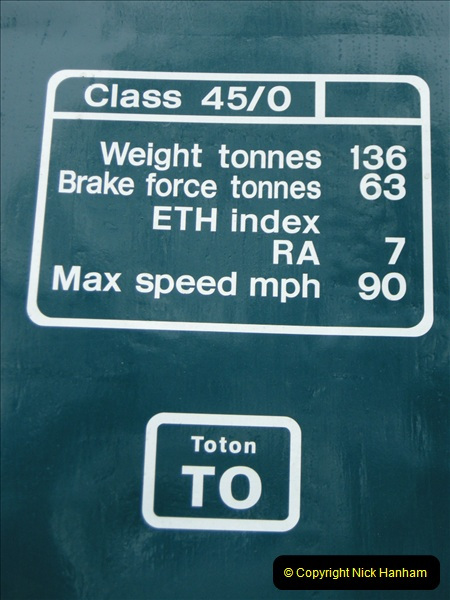 Class 45/0
Weight tonnes 136
Brake force tonnes 63
ETH index
RA 7
Max speed mph 90
Toton
TO
© Copyright Nick Hanham